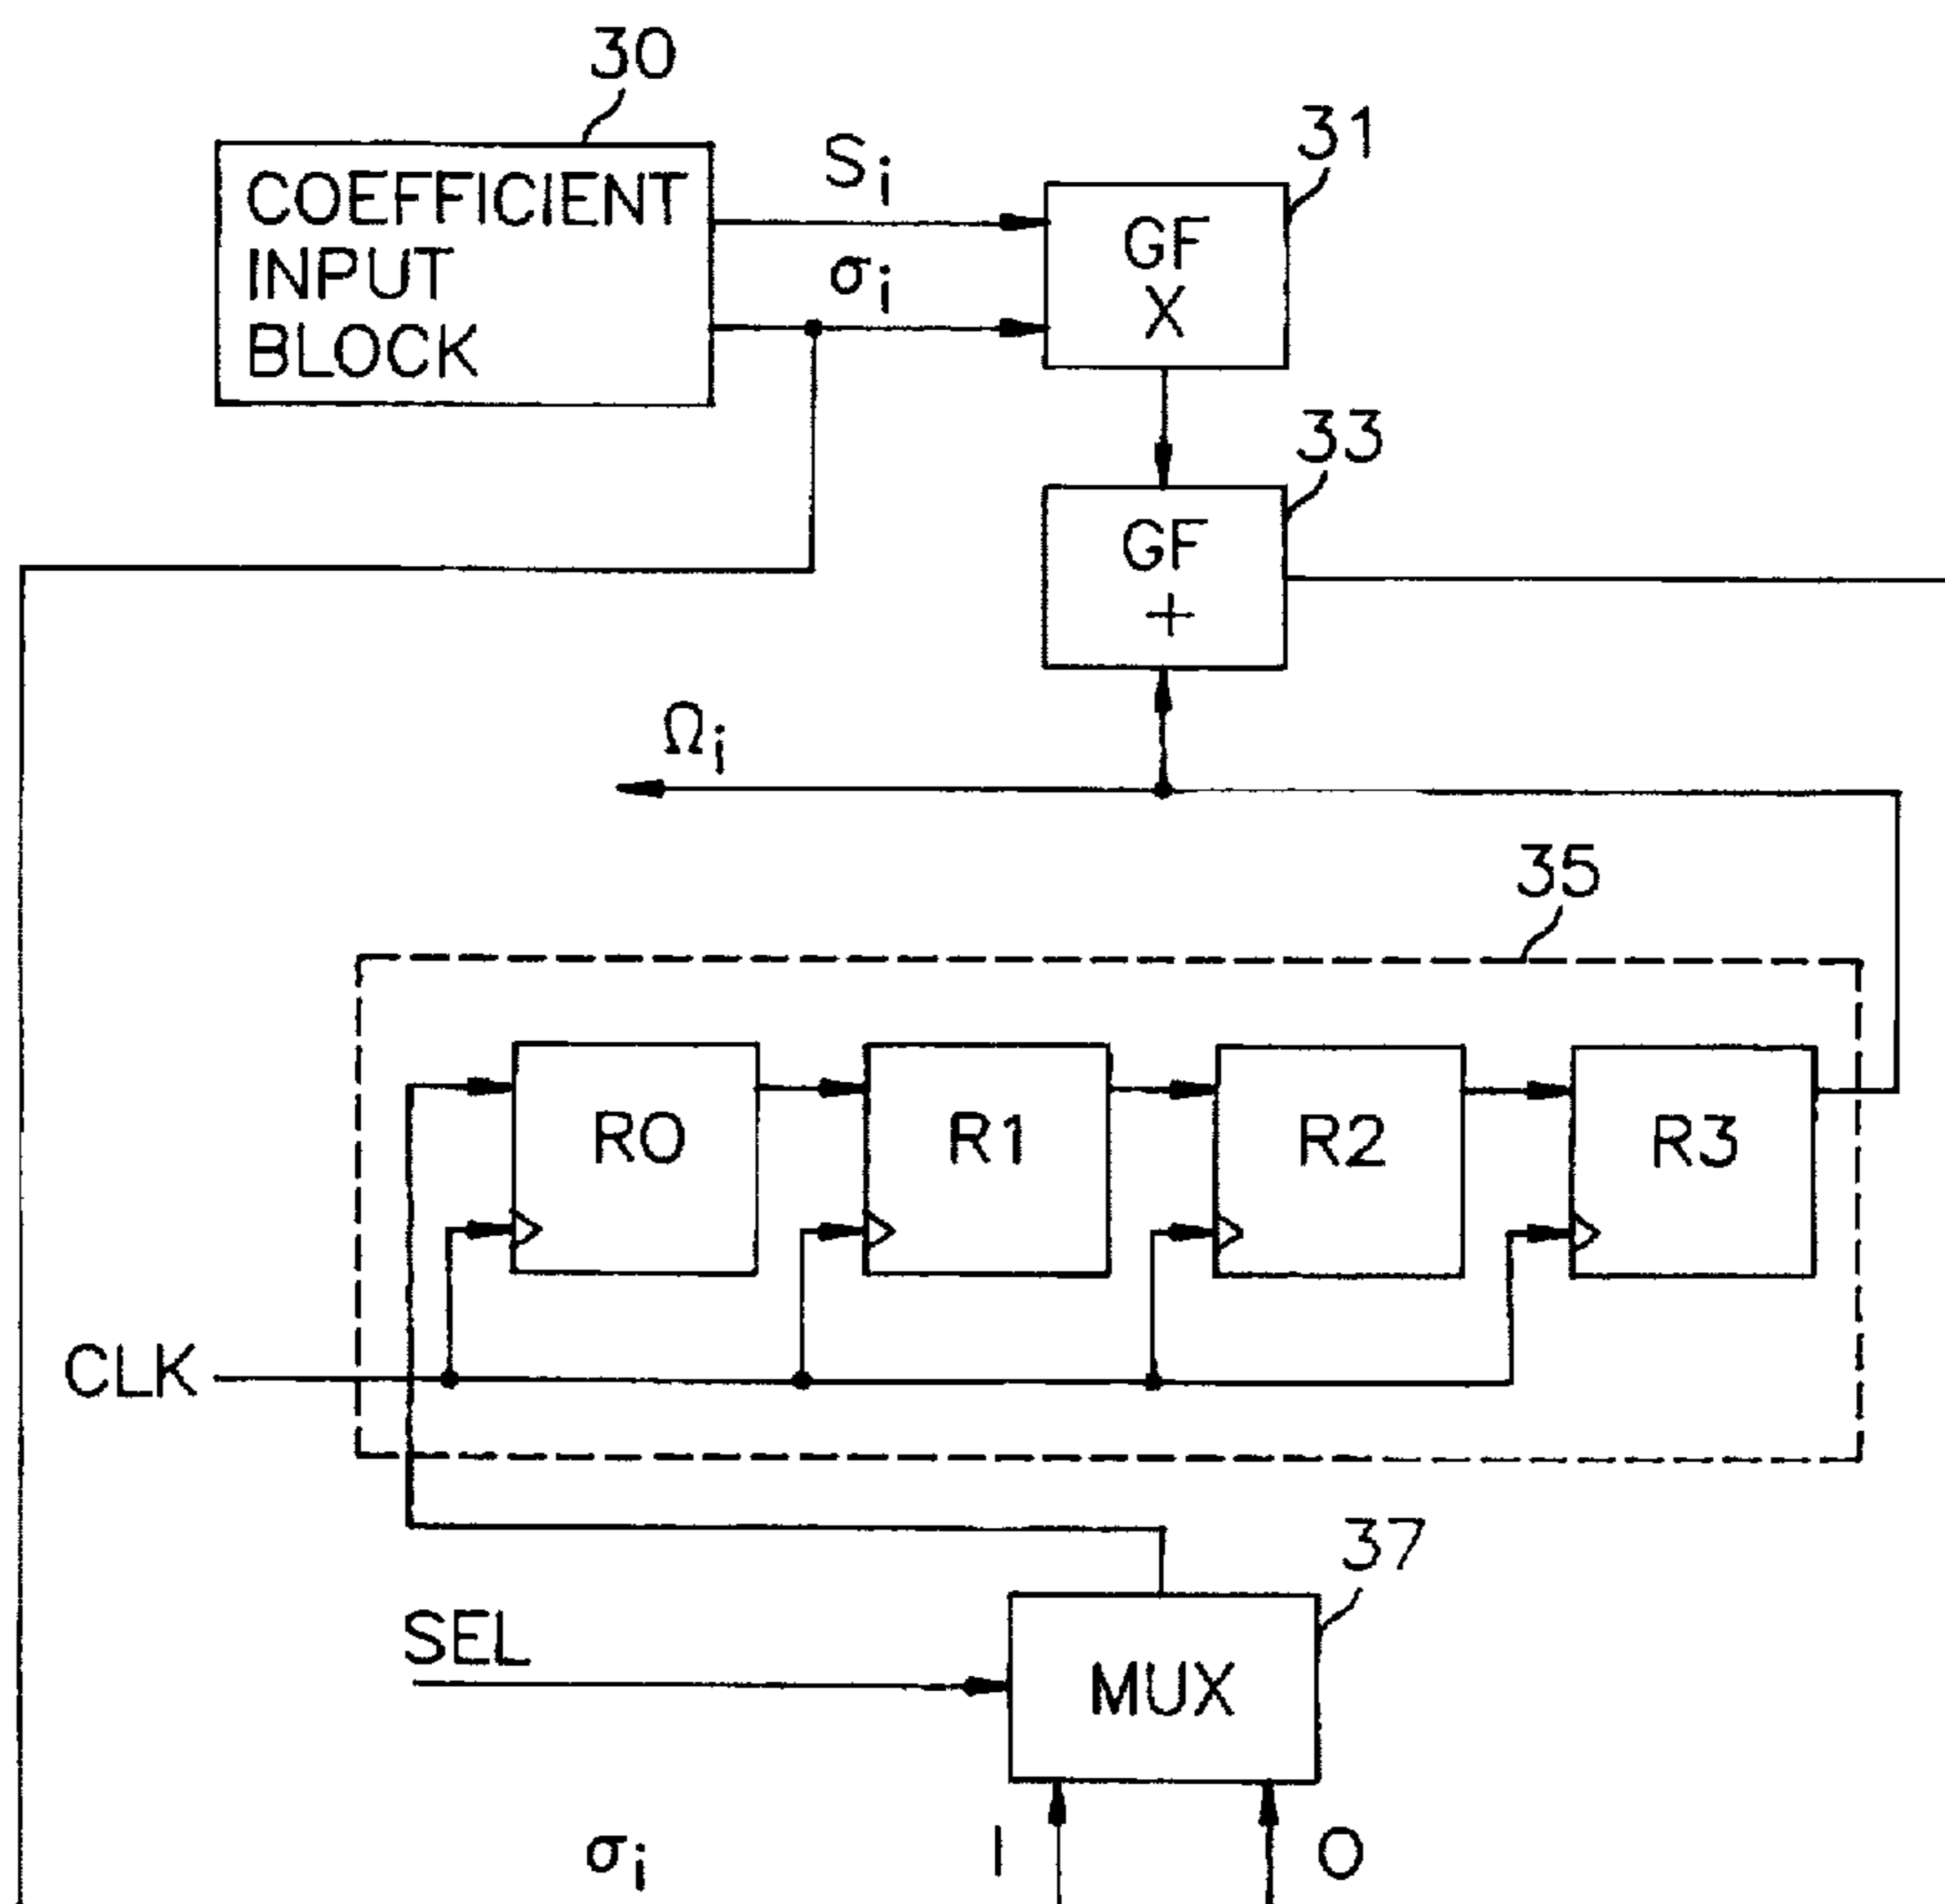 30
COEFFICIENT
INPUT
BLOCK
Si
σi
31
GF
X
33
GF
+
Ωi
35
R0
R1
R2
R3
CLK
37
SEL
MUX
σi
1
0